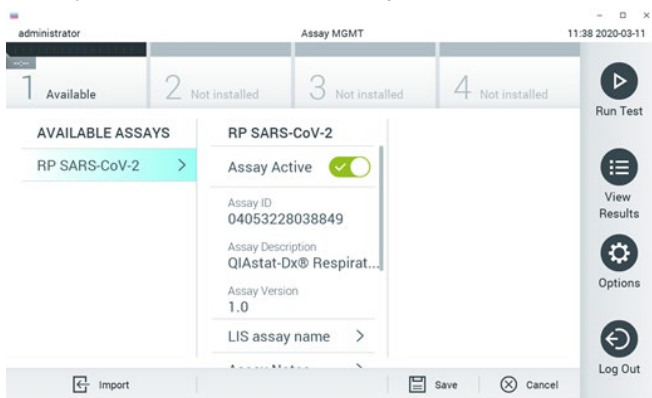 administrator Assay MGMT 11:38 2020-03-11
1 Available 2 Not installed 3 Not installed 4 Not installed
Run Test
AVAILABLE ASSAYS
RP SARS-CoV-2
RP SARS-CoV-2
Assay Active
Assay ID
04053228038849
Assay Description
QIAstat-Dx® Respirat...
Assay Version
1.0
LIS assay name
View
Results
Options
Log Out
Import Save Cancel